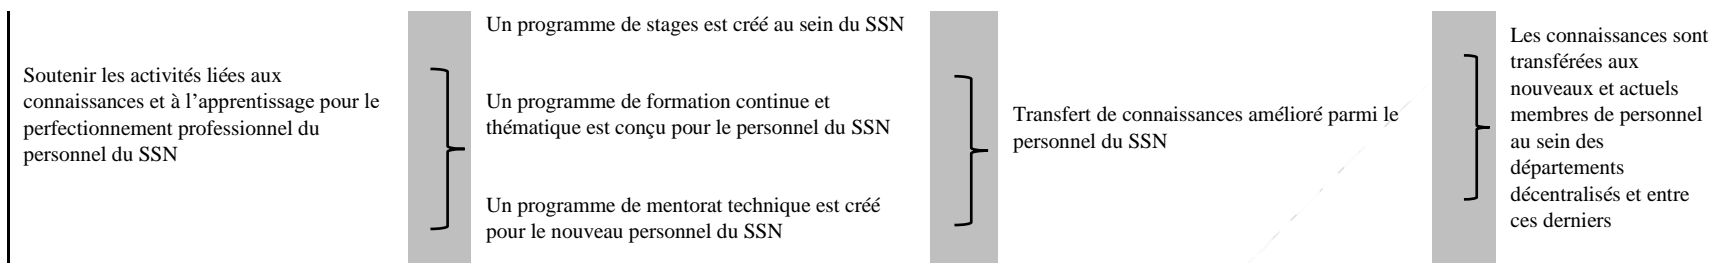 Soutenir les activités liées aux
connaissances et à l'apprentissage pour le
perfectionnement professionnel du
personnel du SSN
Un programme de stages est créé au sein du SSN
Un programme de formation continue et
thématique est conçu pour le personnel du SSN
Un programme de mentorat technique est créé
pour le nouveau personnel du SSN
Transfert de connaissances amélioré parmi le
personnel du SSN
Les connaissances sont
transférées aux
nouveaux et actuels
membres de personnel
au sein des
départements
décentralisés et entre
ces derniers